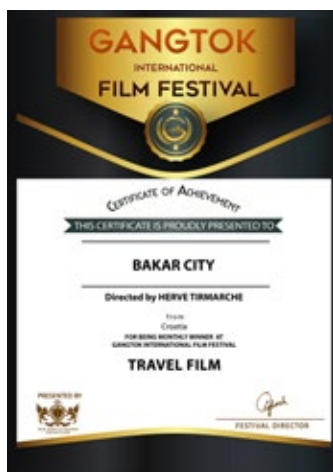 GANGTOK
INTERNATIONAL
FILM FESTIVAL
CERTIFICATE OF ACHIEVEMENT
THIS CERTIFICATE IS PROUDLY PRESENTED TO
BAKAR CITY
Directed by HERVE TIRMARCHE
from
Croatia
FOR BEING MONTHLY WINNER AT
GANGTOK INTERNATIONAL FILM FESTIVAL
TRAVEL FILM
PRESENTED BY
FESTIVAL DIRECTOR